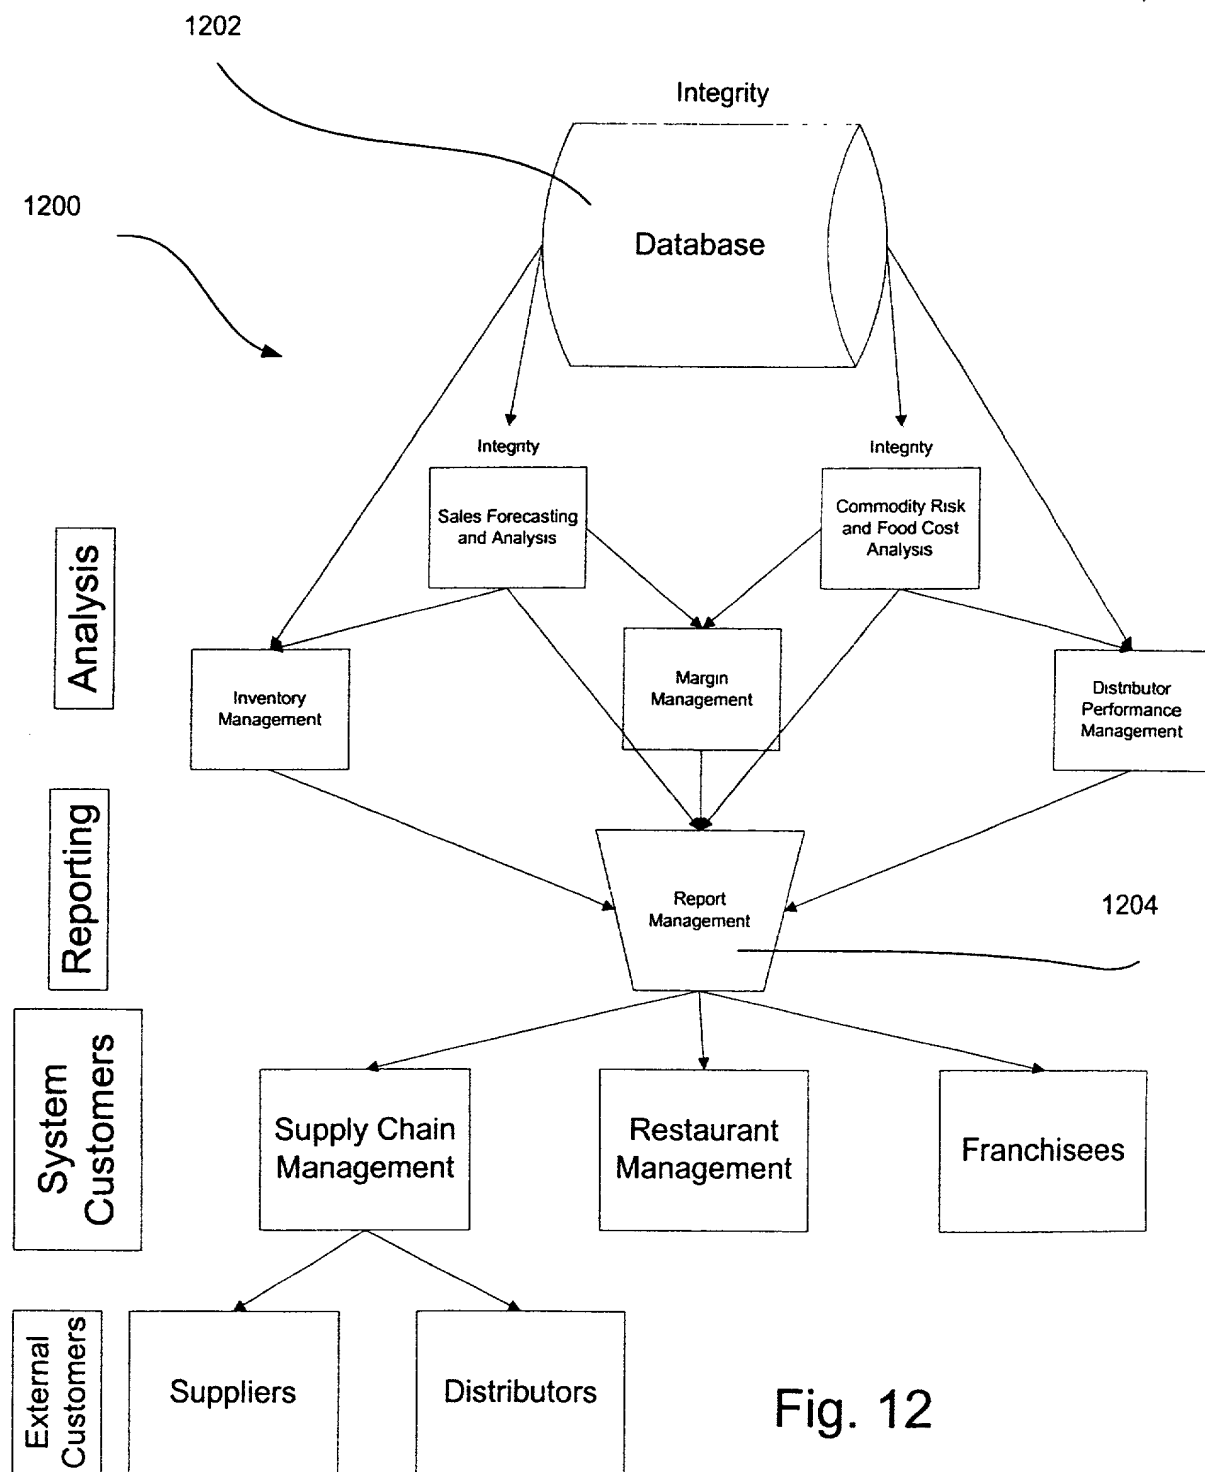 1202
Integrity
1200
Database
Integrity
Integrity
Sales Forecasting
and Analysis
Commodity Risk
and Food Cost
Analysis
Analysis
Inventory
Management
Margin
Management
Distributor
Performance
Management
Reporting
Report
Management
1204
System
Customers
Supply Chain
Management
Restaurant
Management
Franchisees
External
Customers
Suppliers
Distributors
Fig. 12